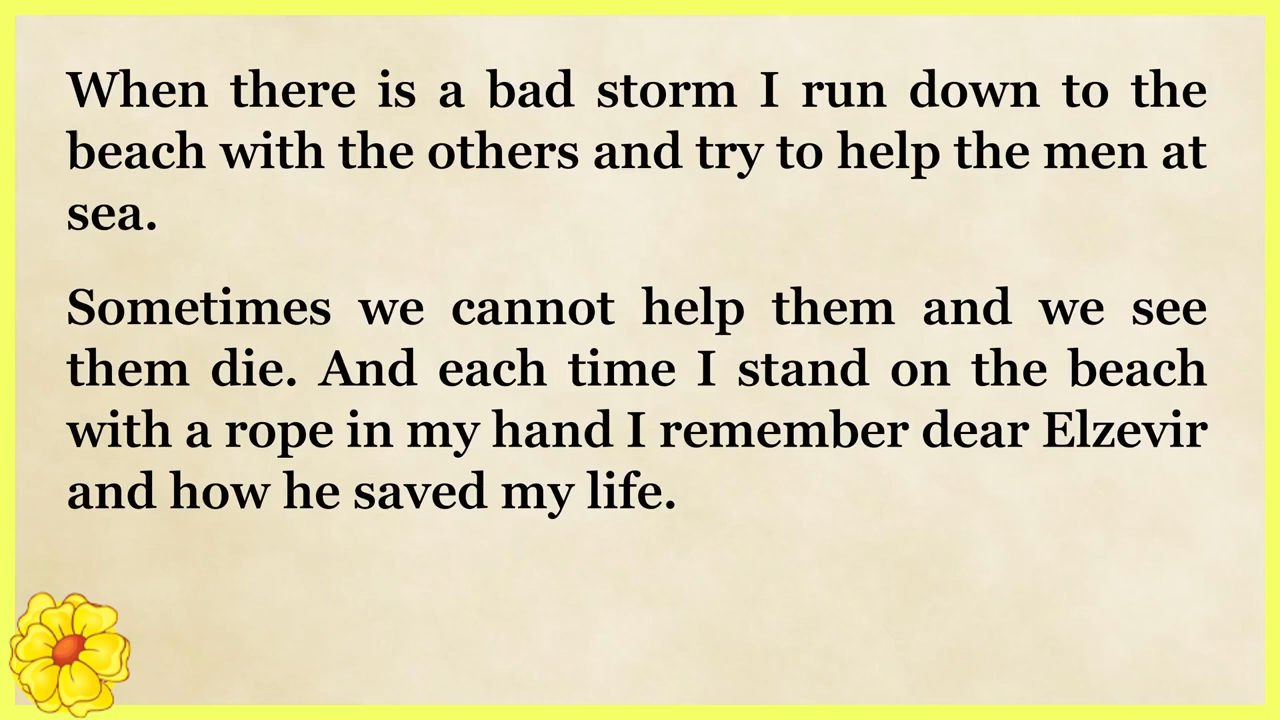 When there is a bad storm I run down to the
beach with the others and try to help the men at
sea.
Sometimes we cannot help them and we see
them die. And each time I stand on the beach
with a rope in my hand I remember dear Elzevir
and how he saved my life.